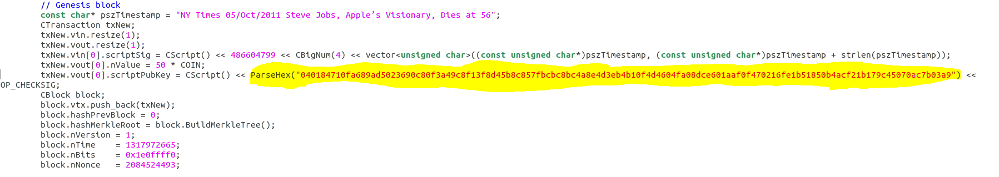 // Genesis block
const char* pszTimestamp = "NY Times 05/Oct/2011 Steve Jobs, Apple’s Visionary, Dies at 56";
CTransaction txNew;
txNew.vin.resize(1);
txNew.vout.resize(1);
txNew.vin[0].scriptSig = CScript() << 486604799 << CBigNum(4) << vector<unsigned char>((const unsigned char*)pszTimestamp, (const unsigned char*)pszTimestamp + strlen(pszTimestamp));
txNew.vout[0].nValue = 50 * COIN;
txNew.vout[0].scriptPubKey = CScript() << ParseHex("040184710fa689ad5023690c80f3a49c8f13f8d45b8c857fbcbc8bc4a8e4d3eb4b10f4d4604fa08dce601aaf0f470216fe1b51850b4acf21b179c45070ac7b03a9") <<
OP_CHECKSIG;
CBlock block;
block.vtx.push_back(txNew);
block.hashPrevBlock = 0;
block.hashMerkleRoot = block.BuildMerkleTree();
block.nVersion = 1;
block.nTime    = 1317972665;
block.nBits    = 0x1e0ffff0;
block.nNonce   = 2084524493;